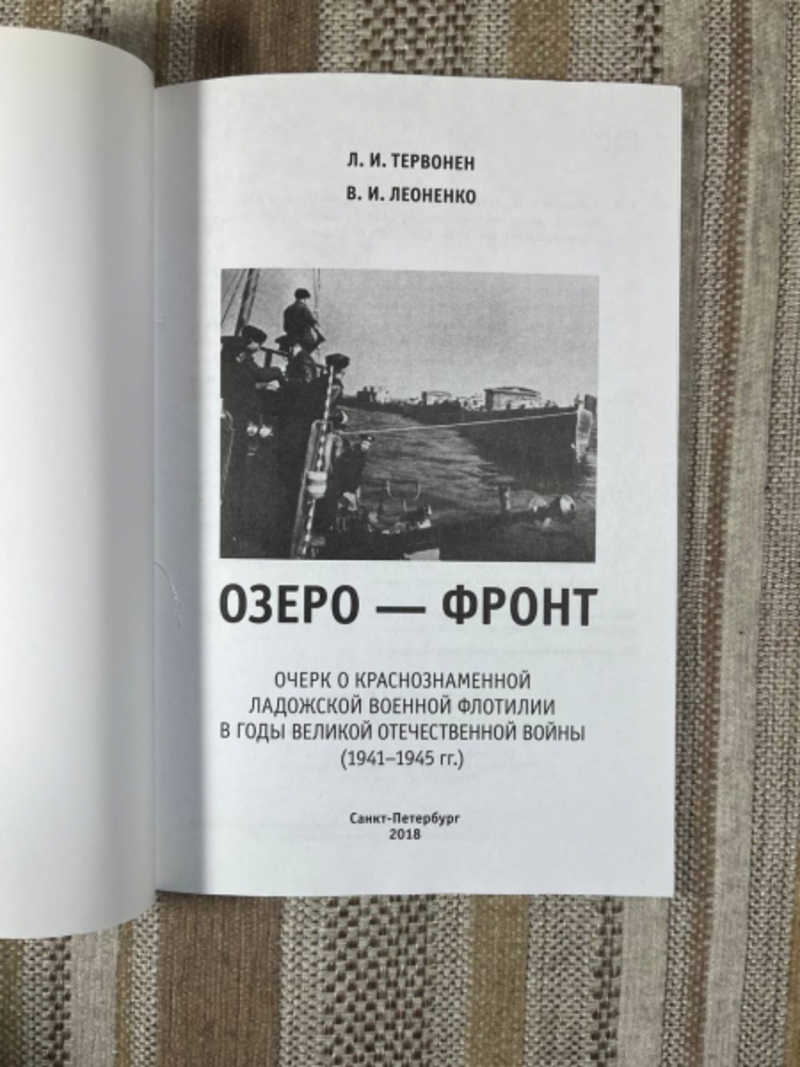 Л. И. ТЕРВОНЕН
В. И. ЛЕОНЕНКО
ОЗЕРО — ФРОНТ
ОЧЕРК О КРАСНОЗНАМЕННОЙ
ЛАДОЖСКОЙ ВОЕННОЙ ФЛОТИЛИИ
В ГОДЫ ВЕЛИКОЙ ОТЕЧЕСТВЕННОЙ ВОЙНЫ
(1941–1945 гг.)
Санкт-Петербург
2018